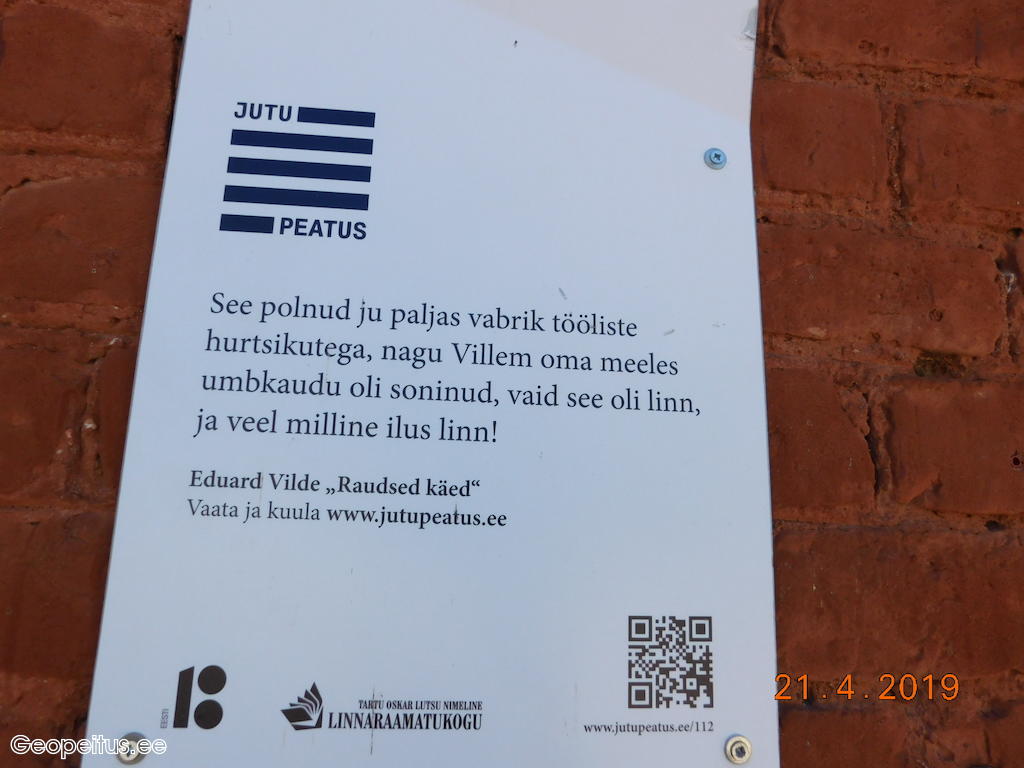 JUTU
PEATUS
See polnud ju paljas vabrik tööliste
hurtsikutega, nagu Villem oma meeles
umbkaudu oli soninud, vaid see oli linn,
ja veel milline ilus linn!
Eduard Vilde „Raudsed käed“
Vaata ja kuula www.jutupeatus.ee
EESTI
TARTU OSKAR LUTSU NIMELINE
LINNARAAMATUKOGU
www.jutupeatus.ee/112
21.4.2019
Geopeitus.ee